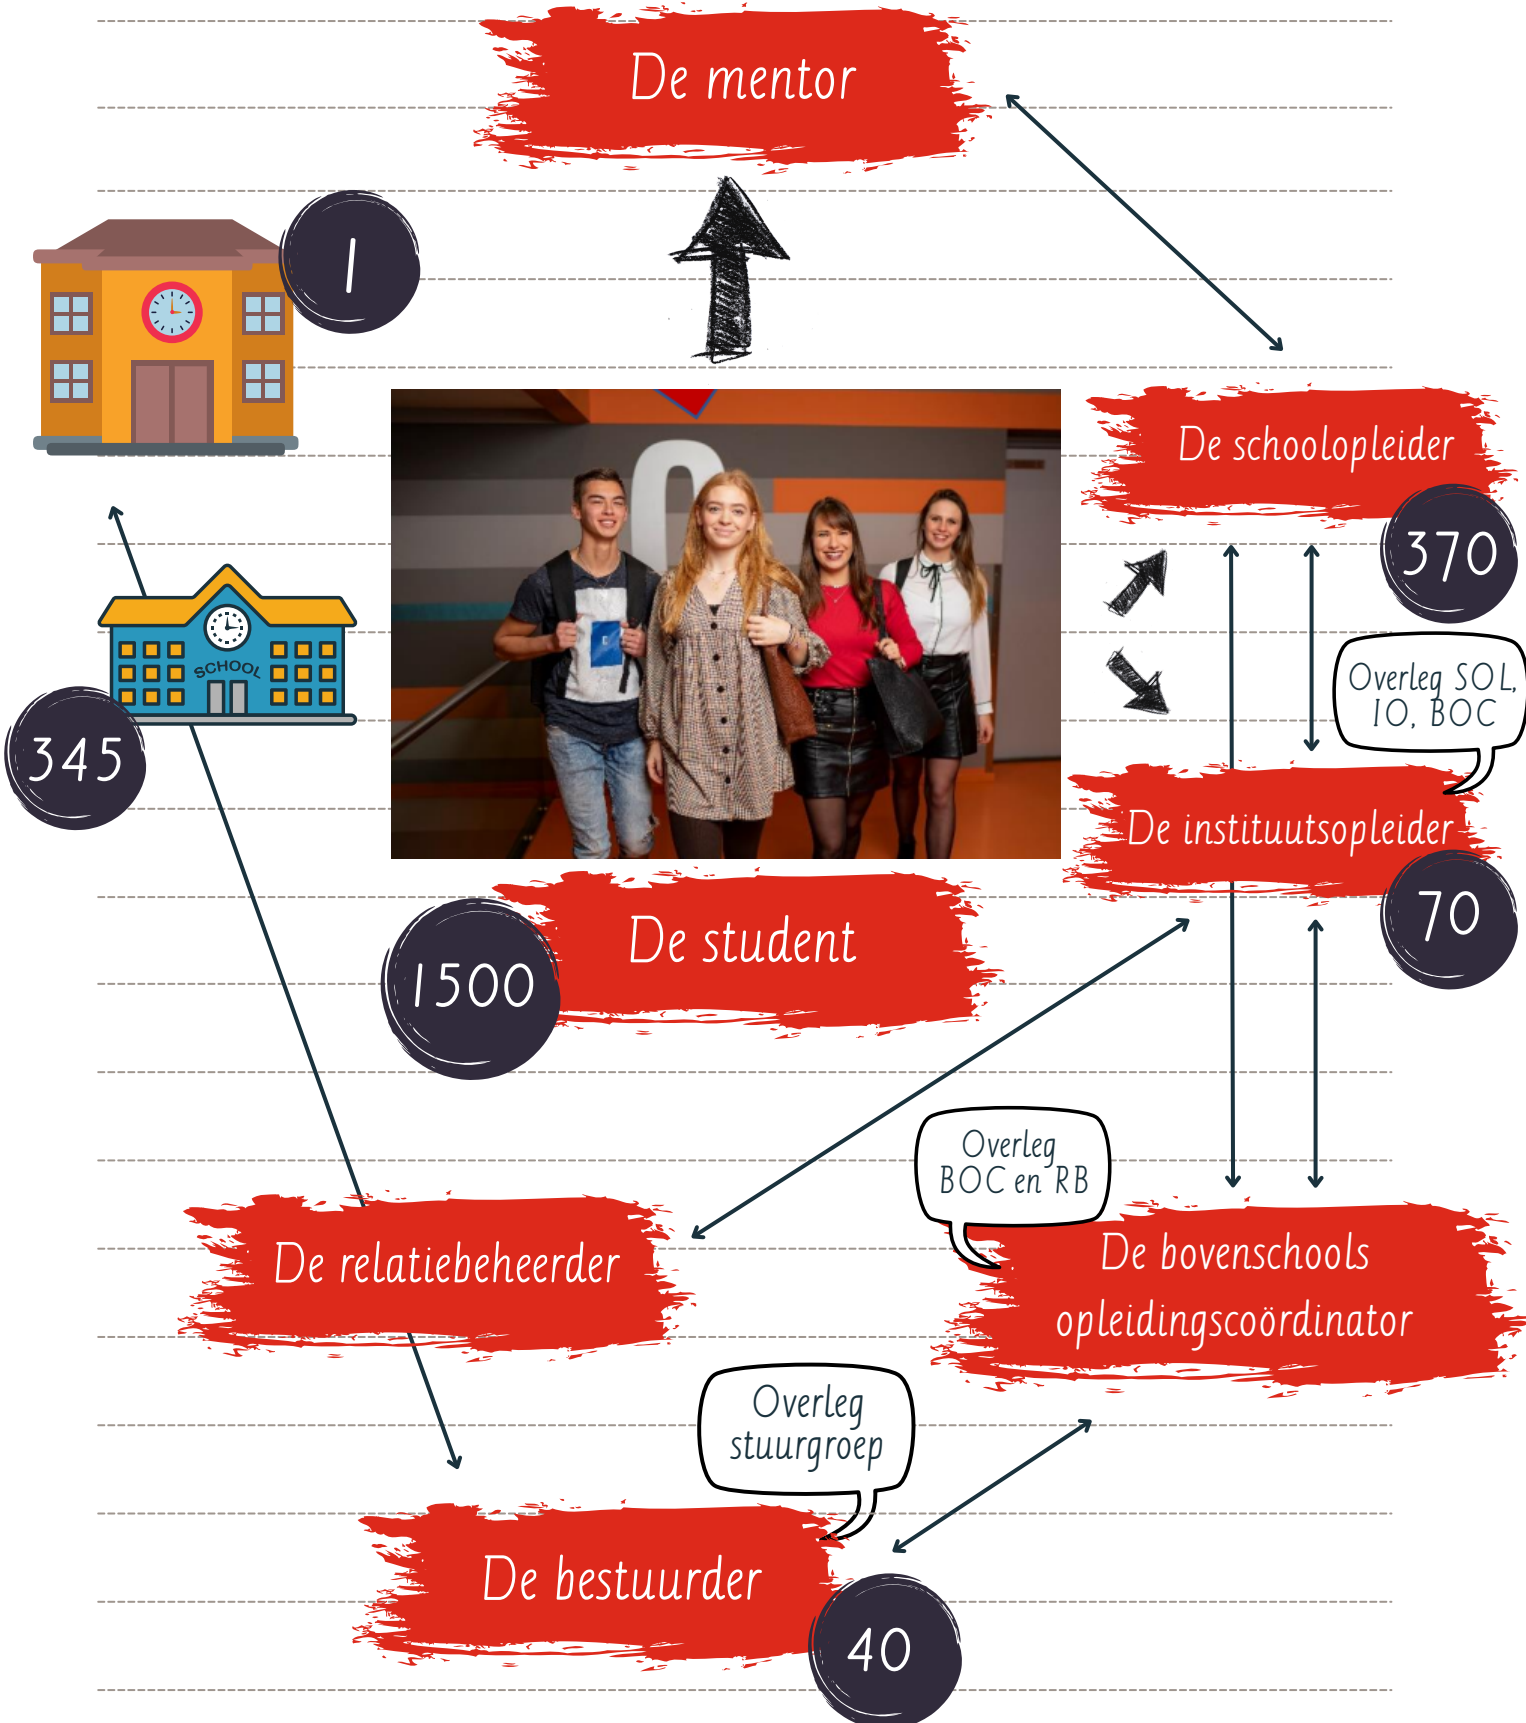 De mentor
1
De schoolopleider
370
SCHOOL
345
Overleg SOL,
IO, BOC
De instituutsopleider
70
De student
1500
Overleg
BOC en RB
De relatiebeheerder
De bovenschools
opleidingscoördinator
Overleg
stuurgroep
De bestuurder
40